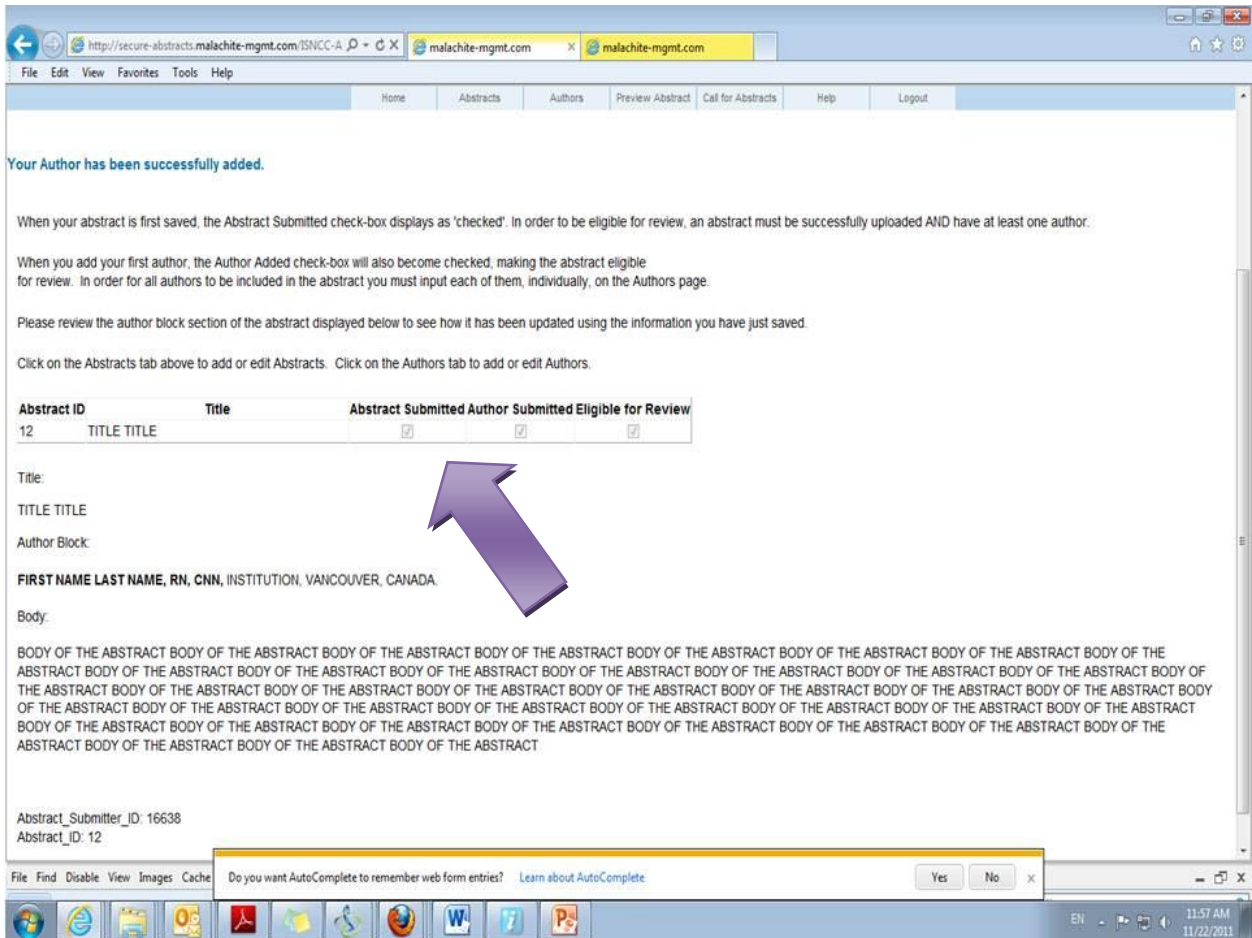 http://secure-abstracts.malachite-mgmt.com/ISNCC-A
malachite-mgmt.com
malachite-mgmt.com
File Edit View Favorites Tools Help
Home Abstracts Authors Preview Abstract Call for Abstracts Help Logout
Your Author has been successfully added.
When your abstract is first saved, the Abstract Submitted check-box displays as 'checked'. In order to be eligible for review, an abstract must be successfully uploaded AND have at least one author.
When you add your first author, the Author Added check-box will also become checked, making the abstract eligible
for review. In order for all authors to be included in the abstract you must input each of them, individually, on the Authors page.
Please review the author block section of the abstract displayed below to see how it has been updated using the information you have just saved.
Click on the Abstracts tab above to add or edit Abstracts. Click on the Authors tab to add or edit Authors.
Abstract ID Title Abstract Submitted Author Submitted Eligible for Review
12 TITLE TITLE
Title:
TITLE TITLE
Author Block:
FIRST NAME LAST NAME, RN, CNN, INSTITUTION, VANCOUVER, CANADA.
Body:
BODY OF THE ABSTRACT BODY OF THE ABSTRACT BODY OF THE ABSTRACT BODY OF THE ABSTRACT BODY OF THE ABSTRACT BODY OF THE ABSTRACT BODY OF THE ABSTRACT BODY OF THE
ABSTRACT BODY OF THE ABSTRACT BODY OF THE ABSTRACT BODY OF THE ABSTRACT BODY OF THE ABSTRACT BODY OF THE ABSTRACT BODY OF THE ABSTRACT BODY OF THE ABSTRACT BODY OF
THE ABSTRACT BODY OF THE ABSTRACT BODY OF THE ABSTRACT BODY OF THE ABSTRACT BODY OF THE ABSTRACT BODY OF THE ABSTRACT BODY OF THE ABSTRACT BODY OF THE ABSTRACT BODY
OF THE ABSTRACT BODY OF THE ABSTRACT BODY OF THE ABSTRACT BODY OF THE ABSTRACT BODY OF THE ABSTRACT BODY OF THE ABSTRACT BODY OF THE ABSTRACT BODY OF THE ABSTRACT
BODY OF THE ABSTRACT BODY OF THE ABSTRACT BODY OF THE ABSTRACT BODY OF THE ABSTRACT BODY OF THE ABSTRACT BODY OF THE ABSTRACT BODY OF THE ABSTRACT BODY OF THE
ABSTRACT BODY OF THE ABSTRACT BODY OF THE ABSTRACT BODY OF THE ABSTRACT
Abstract_Submitter_ID: 16638
Abstract_ID: 12
File Find Disable View Images Cache
Do you want AutoComplete to remember web form entries? Learn about AutoComplete Yes No
EN 11:57 AM
11/22/2011